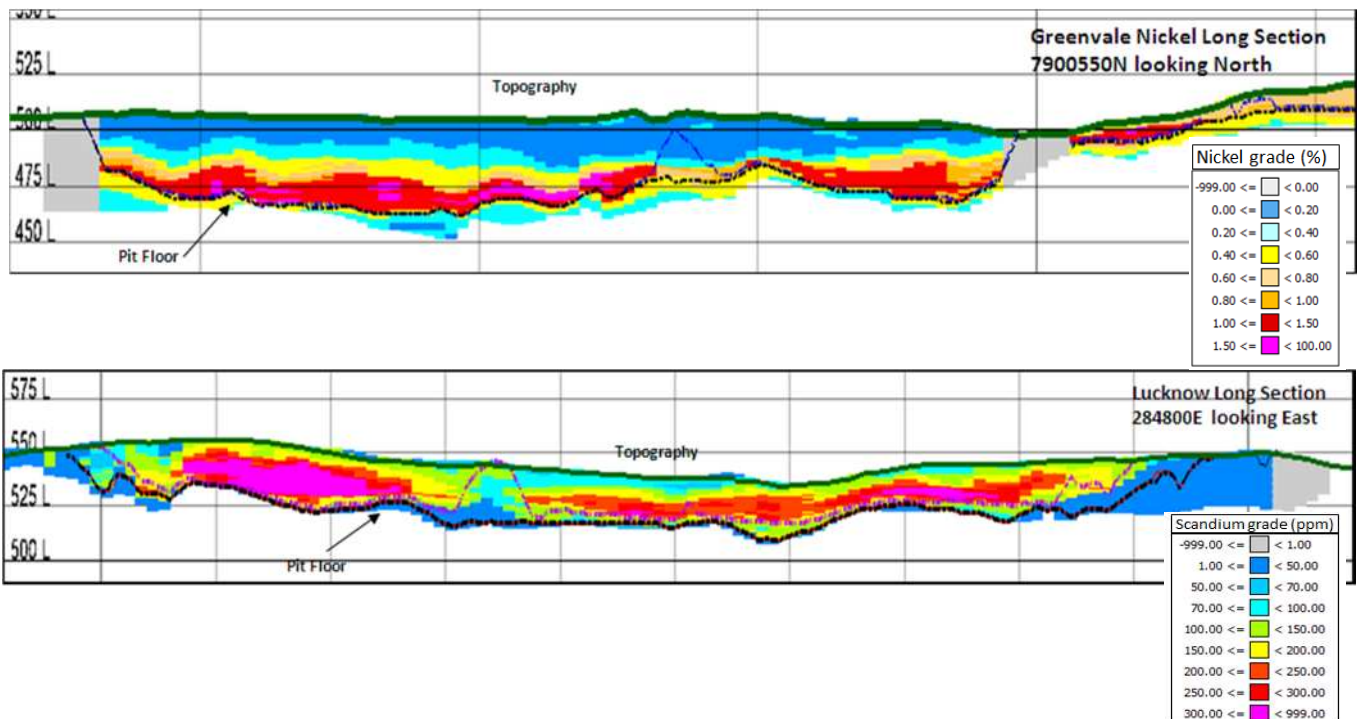 550 L
Greenvale Nickel Long Section
7900550N looking North
525 L
Topography
500 L
475 L
450 L
Pit Floor
Nickel grade (%)
-999.00 <= < 0.00
0.00 <= < 0.20
0.20 <= < 0.40
0.40 <= < 0.60
0.60 <= < 0.80
0.80 <= < 1.00
1.00 <= < 1.50
1.50 <= < 100.00
575 L
Lucknow Long Section
284800E looking East
550 L
Topography
525 L
500 L
Pit Floor
Scandium grade (ppm)
-999.00 <= < 1.00
1.00 <= < 50.00
50.00 <= < 70.00
70.00 <= < 100.00
100.00 <= < 150.00
150.00 <= < 200.00
200.00 <= < 250.00
250.00 <= < 300.00
300.00 <= < 999.00